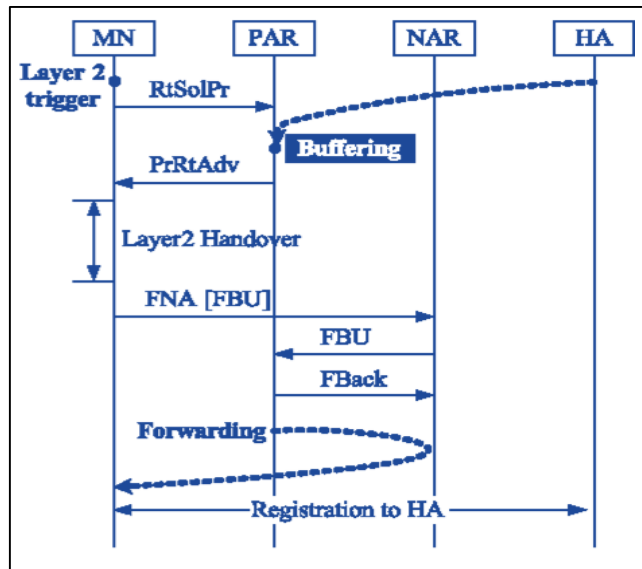 MN PAR NAR HA
Layer 2
trigger
RtSolPr
Buffering
PrRtAdv
Layer2 Handover
FNA [FBU]
FBU
FBack
Forwarding
Registration to HA